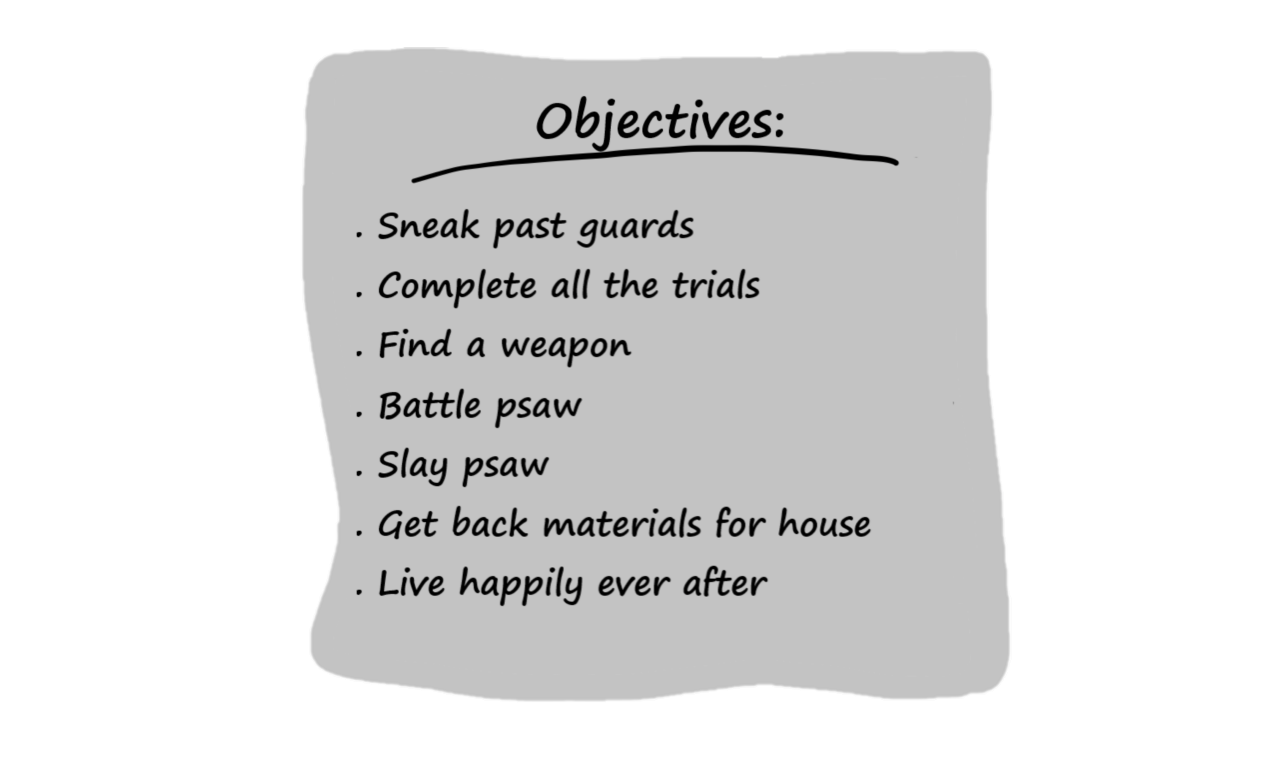 Objectives:
. Sneak past guards
. Complete all the trials
. Find a weapon
. Battle psaw
. Slay psaw
. Get back materials for house
. Live happily ever after